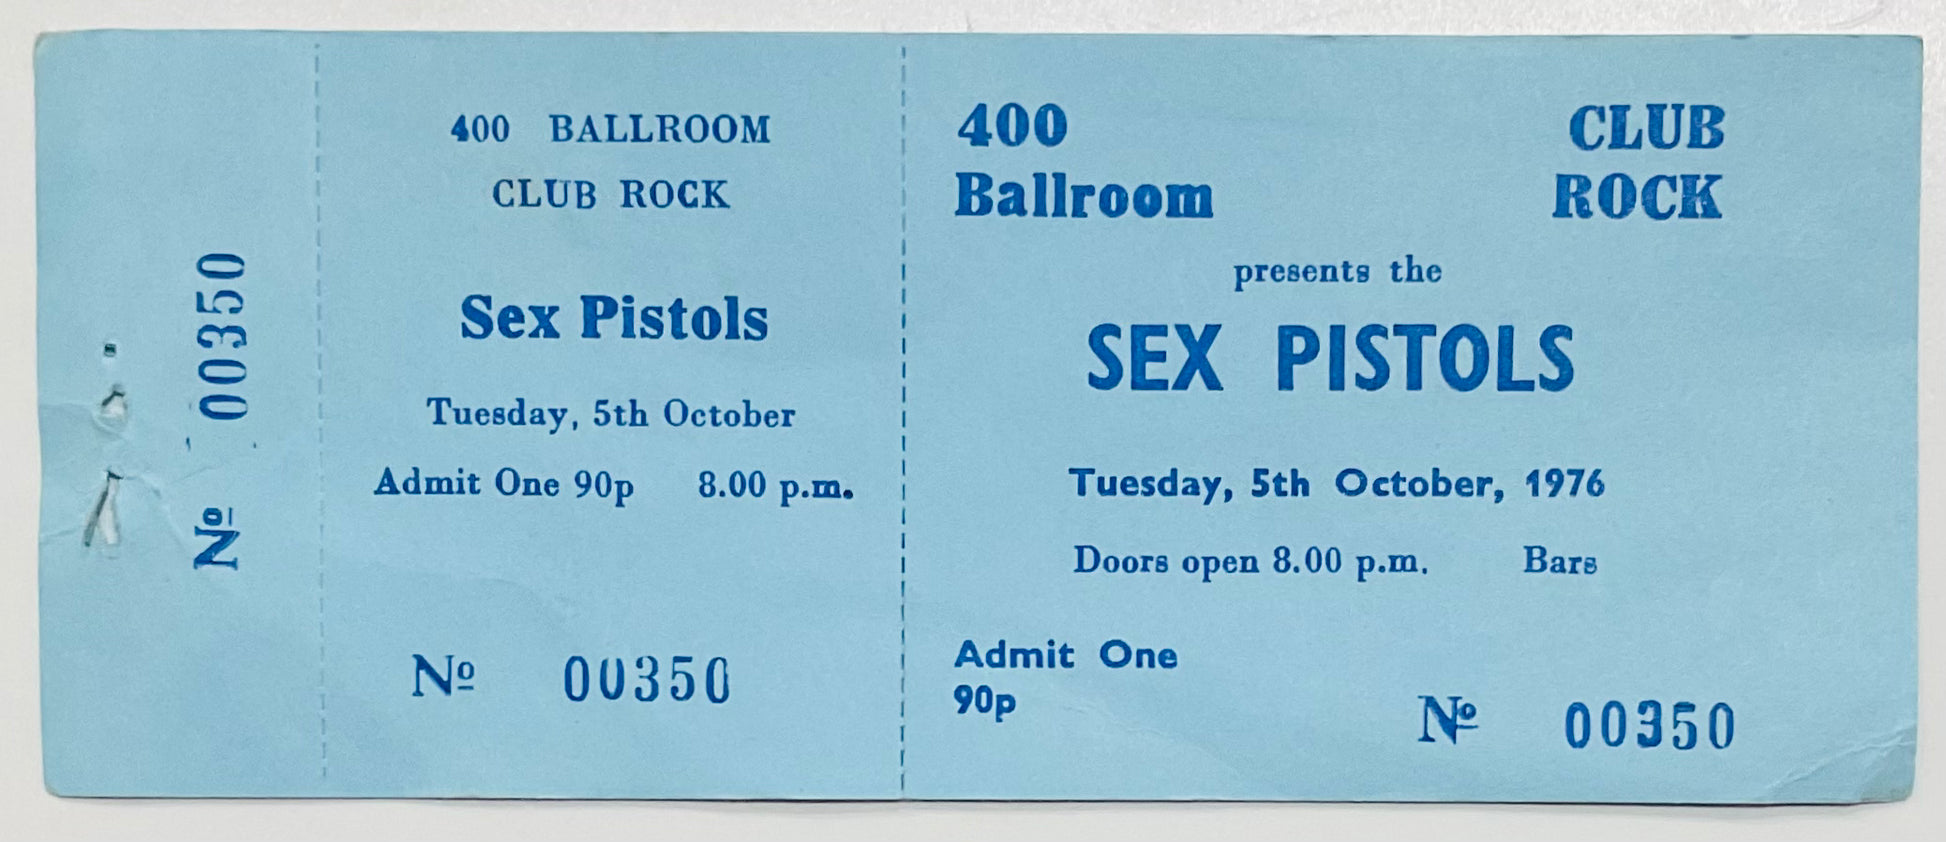 Nº 00350
400 BALLROOM
CLUB ROCK
Sex Pistols
Tuesday, 5th October
Admit One 90p 8.00 p.m.
Nº 00350
400 CLUB
Ballroom ROCK
presents the
SEX PISTOLS
Tuesday, 5th October, 1976
Doors open 8.00 p.m. Bars
Admit One
90p
Nº 00350